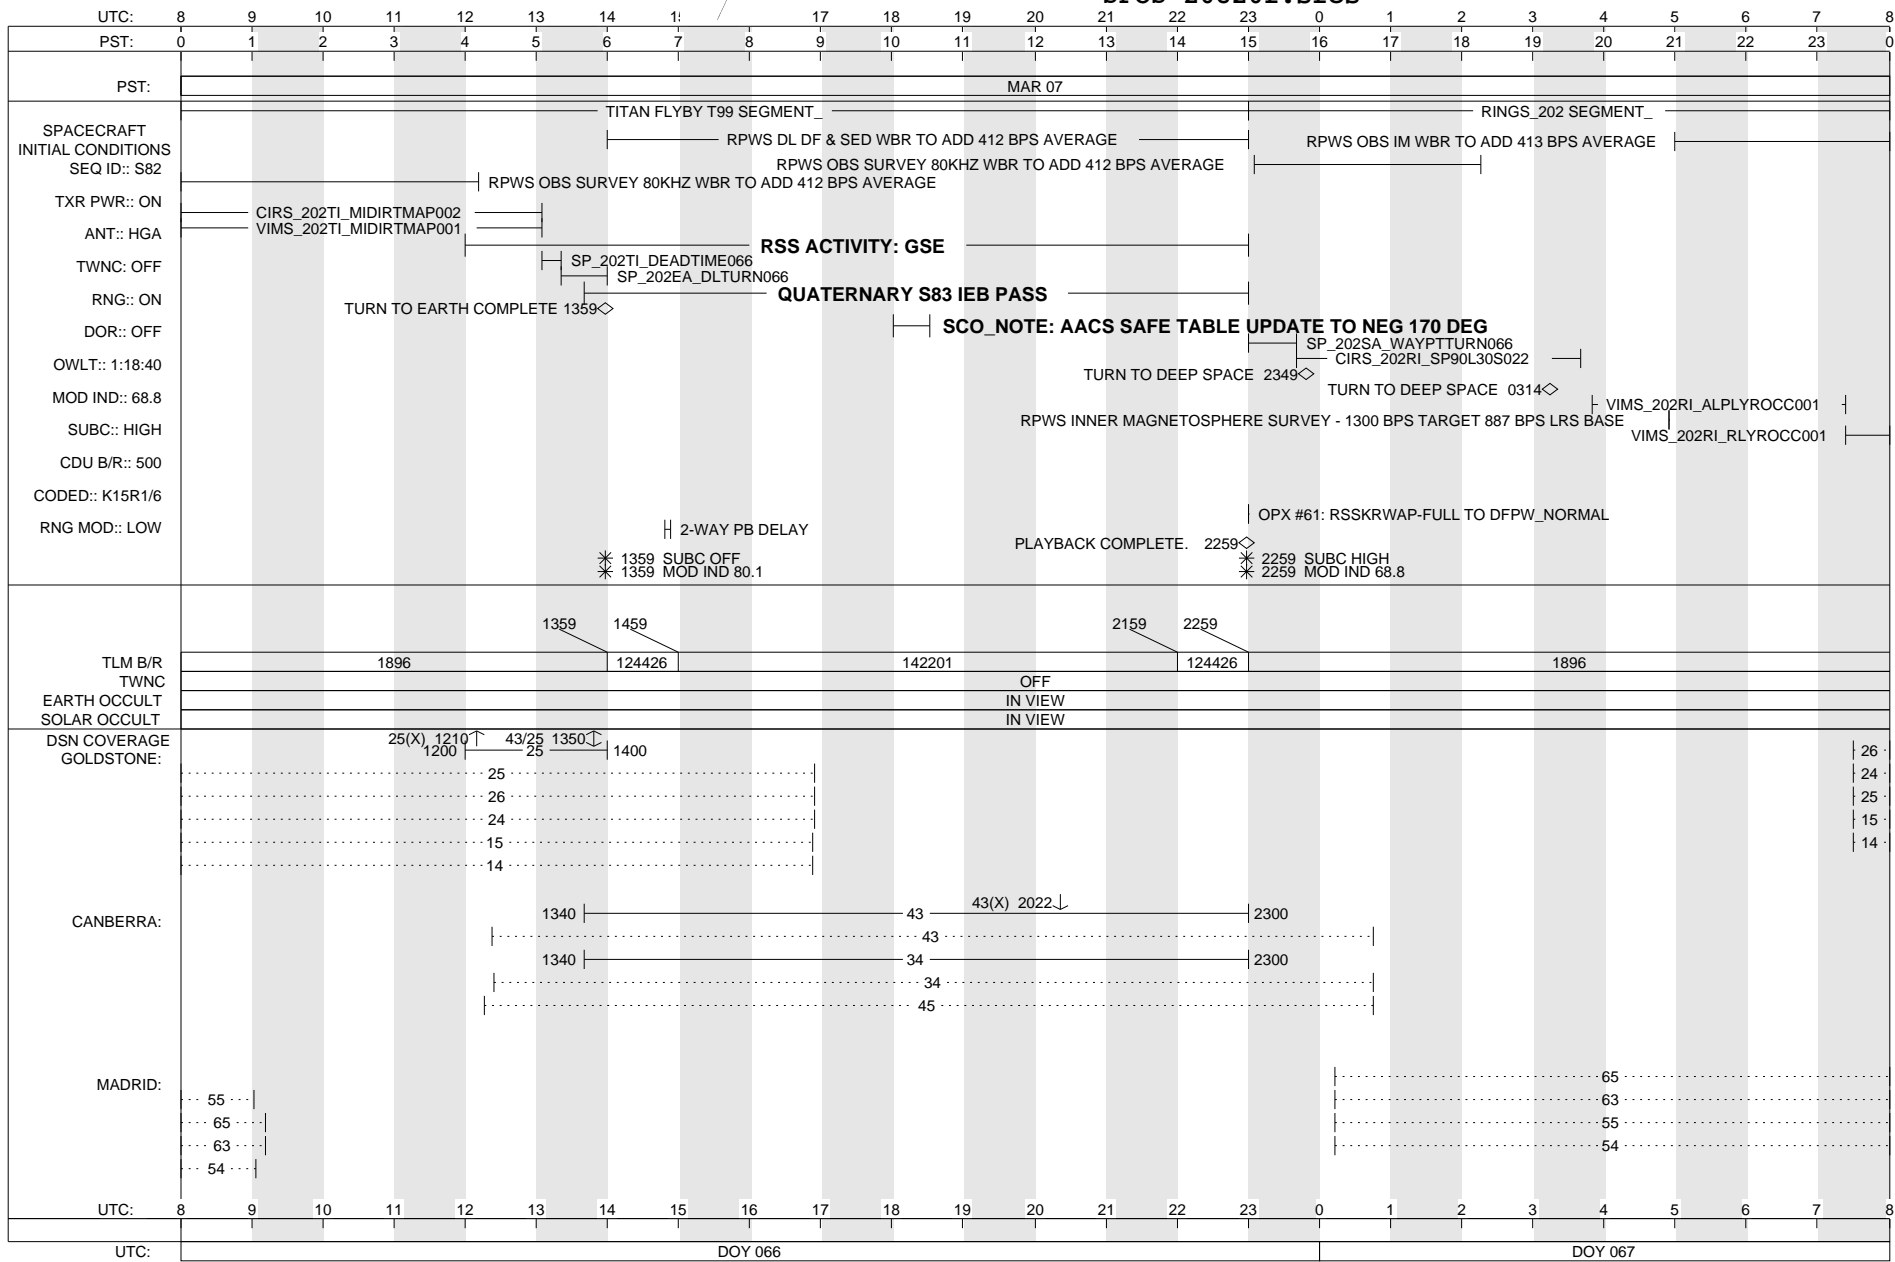 UTC: 8 9 10 11 12 13 14 17 18 19 20 21 22 23 0 1 2 3 4 5 6 7 8
PST: 0 1 2 3 4 5 6 7 8 9 10 11 12 13 14 15 16 17 18 19 20 21 22 23 0
PST: MAR 07
TITAN FLYBY T99 SEGMENT_ RINGS_202 SEGMENT_
SPACECRAFT
INITIAL CONDITIONS
SEQ ID:: S82
TXR PWR:: ON
ANT:: HGA
TWNC: OFF
RNG:: ON
DOR:: OFF
OWLT:: 1:18:40
MOD IND:: 68.8
SUBC:: HIGH
CDU B/R:: 500
CODED:: K15R1/6
RNG MOD:: LOW
RPWS DL DF & SED WBR TO ADD 412 BPS AVERAGE
RPWS OBS IM WBR TO ADD 413 BPS AVERAGE
RPWS OBS SURVEY 80KHZ WBR TO ADD 412 BPS AVERAGE
RPWS OBS SURVEY 80KHZ WBR TO ADD 412 BPS AVERAGE
CIRS_202TI_MIDIRTMAP002
VIMS_202TI_MIDIRTMAP001
RSS ACTIVITY: GSE
SP_202TI_DEADTIME066
SP_202EA_DLTURN066
QUATERNARY S83 IEB PASS
TURN TO EARTH COMPLETE 1359
SCO_NOTE: AACS SAFE TABLE UPDATE TO NEG 170 DEG
SP_202SA_WAYPTTURN066
CIRS_202RI_SP90L30S022
TURN TO DEEP SPACE 2349
TURN TO DEEP SPACE 0314
VIMS_202RI_ALPLYROCC001
RPWS INNER MAGNETOSPHERE SURVEY - 1300 BPS TARGET 887 BPS LRS BASE
VIMS_202RI_RLYROCC001
OPX #61: RSSKRWAP-FULL TO DFPW_NORMAL
2-WAY PB DELAY
PLAYBACK COMPLETE. 2259
1359 SUBC OFF 2259 SUBC HIGH
1359 MOD IND 80.1 2259 MOD IND 68.8
1359 1459 2159 2259
TLM B/R 1896 124426 142201 124426 1896
TWNC OFF
EARTH OCCULT IN VIEW
SOLAR OCCULT IN VIEW
DSN COVERAGE
GOLDSTONE:
25(X) 1210 43/25 1350
1200 25 1400 26
25 24
26 25
24 15
15 14
14
CANBERRA:
43(X) 2022
1340 43 2300
43
1340 34 2300
34
45
MADRID:
65
55 63
65 55
63 54
54
UTC: 8 9 10 11 12 13 14 15 16 17 18 19 20 21 22 23 0 1 2 3 4 5 6 7 8
UTC: DOY 066 DOY 067